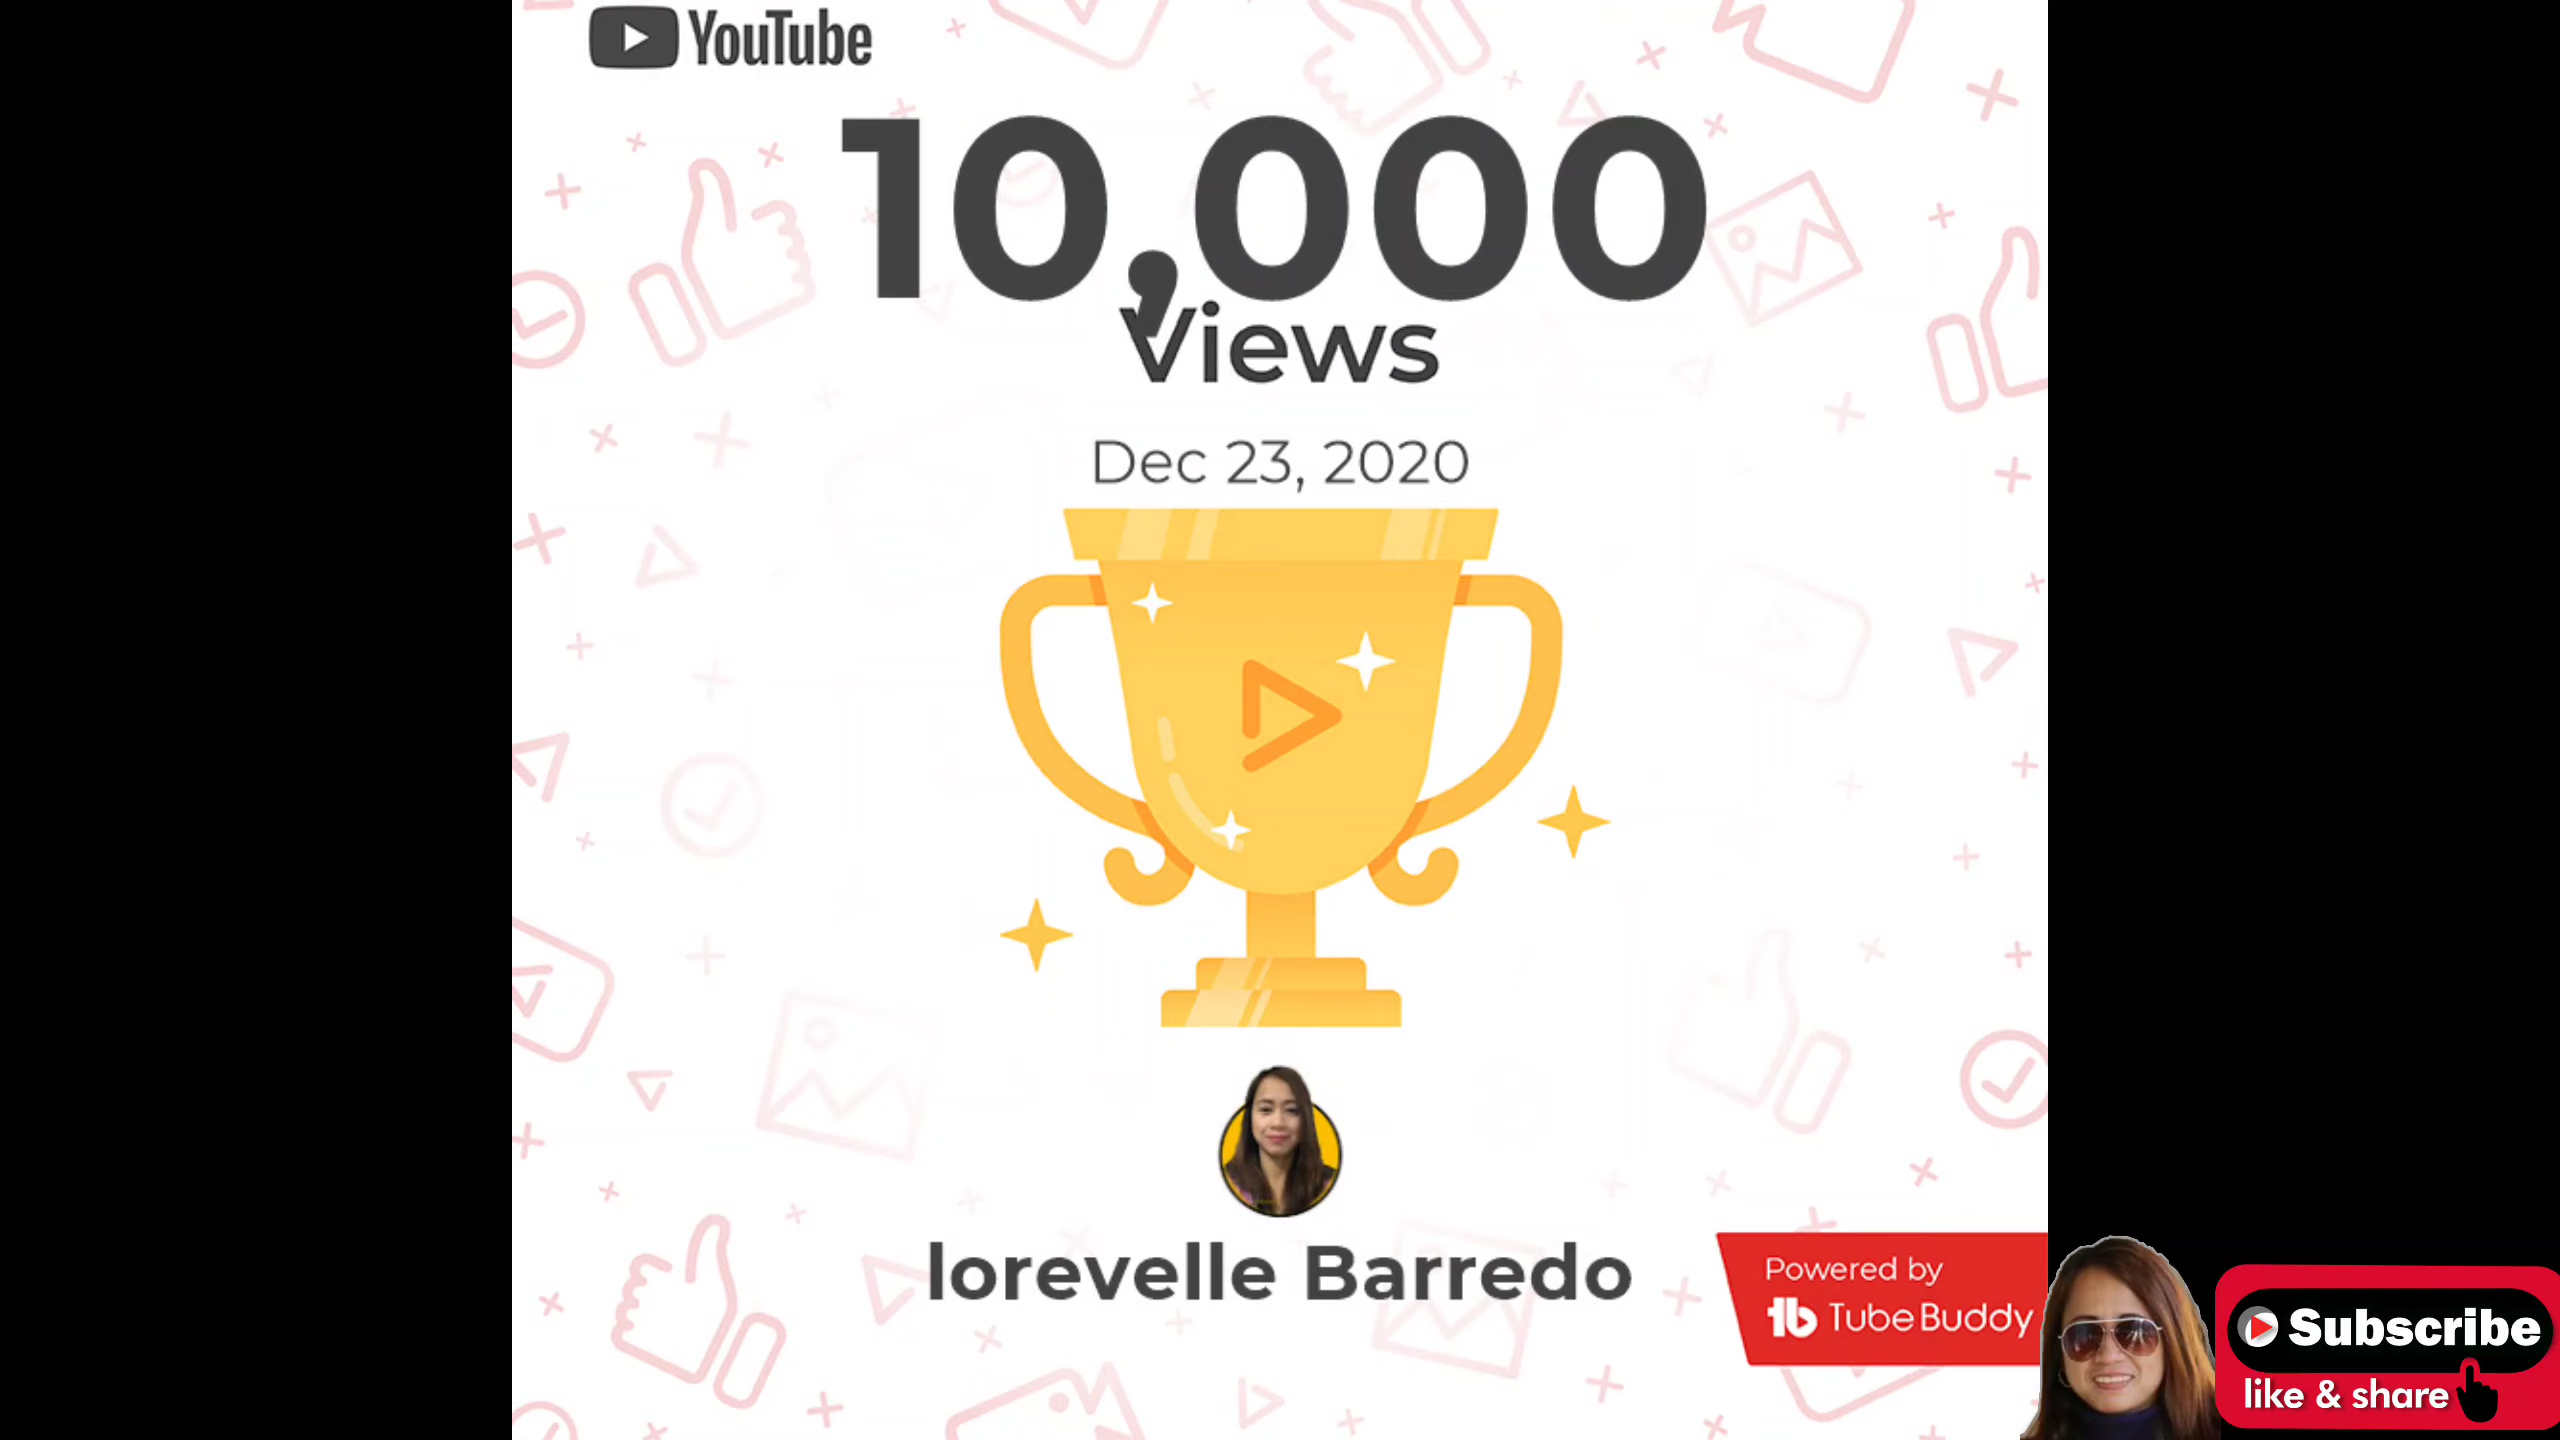 YouTube
10,000
Views
Dec 23, 2020
lorevelle Barredo
Powered by
TubeBuddy
Subscribe
like & share